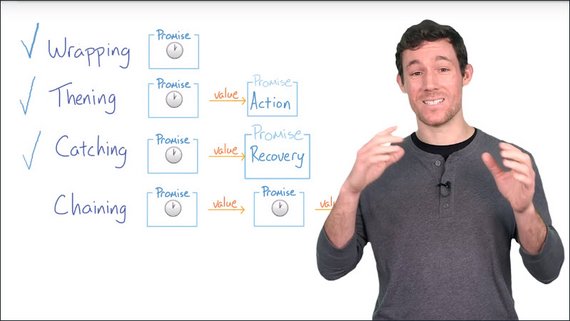 Wrapping Promise
Thening Promise value Promise Action
Catching Promise value Promise Recovery
Chaining Promise value Promise